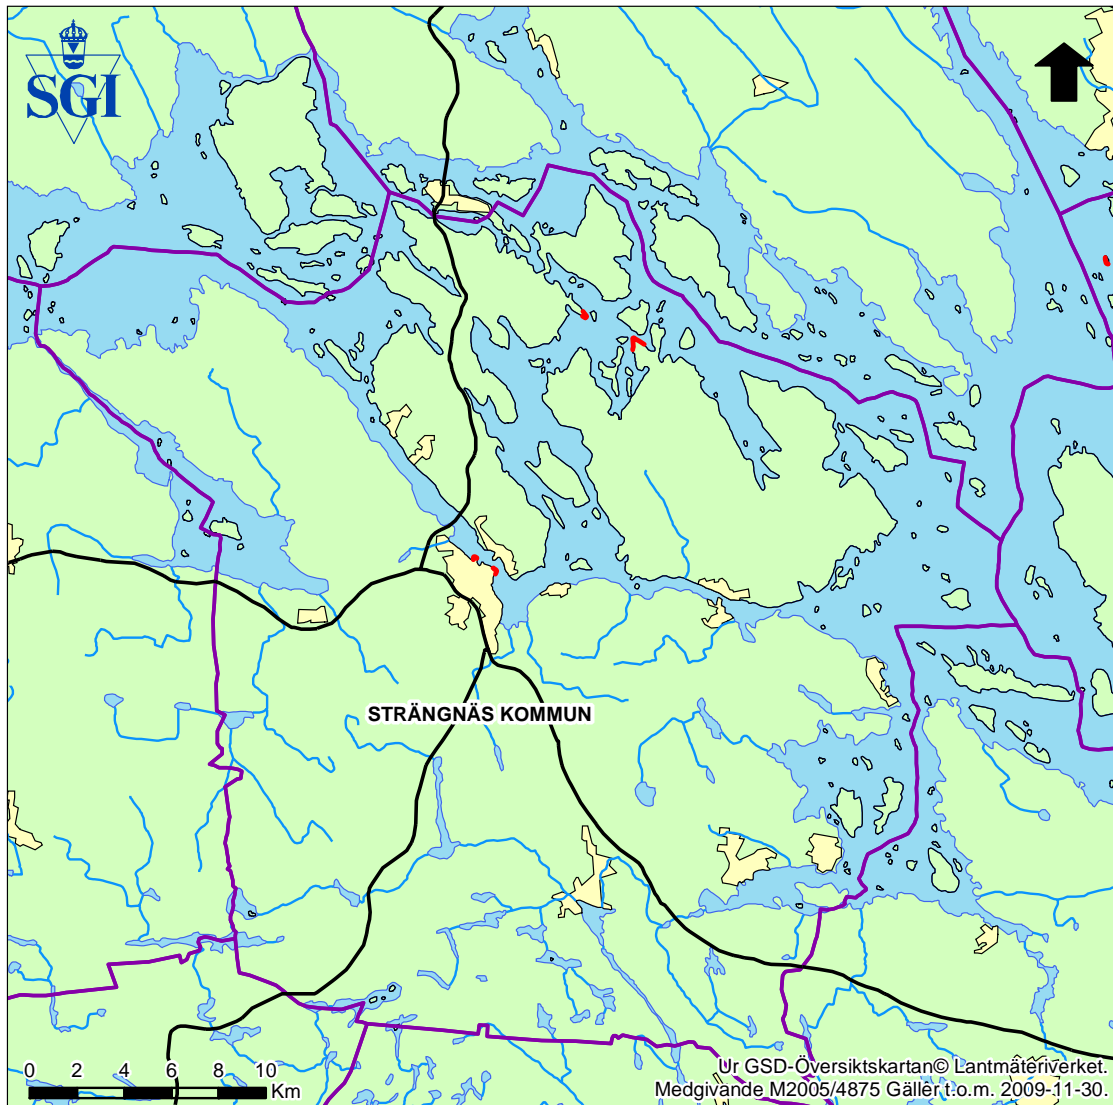 SGI
STRÄNGNÄS KOMMUN
0 2 4 6 8 10
Km
Ur GSD-Översiktskartan© Lantmäteriverket.
Medgivande M2005/4875 Gäller t.o.m. 2009-11-30.